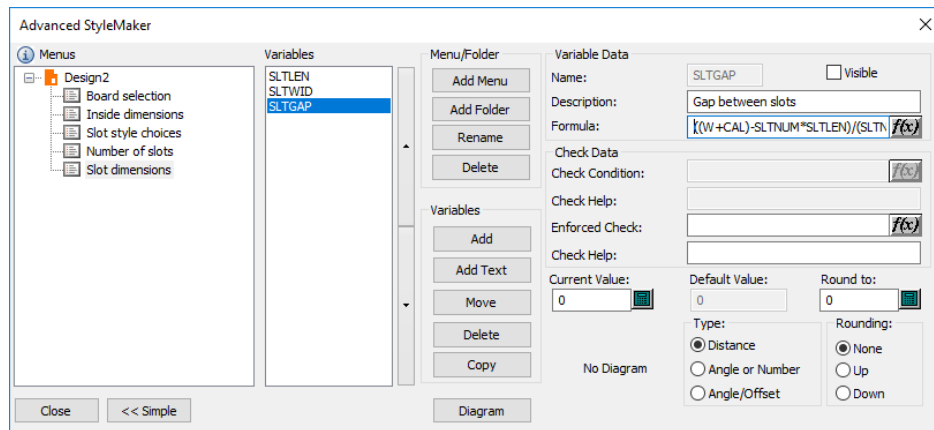 Advanced StyleMaker
Menus
Design2
Board selection
Inside dimensions
Slot style choices
Number of slots
Slot dimensions
Variables
SLTLEN
SLTWID
SLTGAP
Menu/Folder
Add Menu
Add Folder
Rename
Delete
Variables
Add
Add Text
Move
Delete
Copy
Variable Data
Name: SLTGAP Visible
Description: Gap between slots
Formula: ((W+CAL)-SLTNUM*SLTLEN)/(SLTN f(x)
Check Data
Check Condition: f(x)
Check Help:
Enforced Check: f(x)
Check Help:
Current Value: Default Value: Round to:
0 0 0
No Diagram
Type:
Distance
Angle or Number
Angle/Offset
Rounding:
None
Up
Down
Close << Simple Diagram